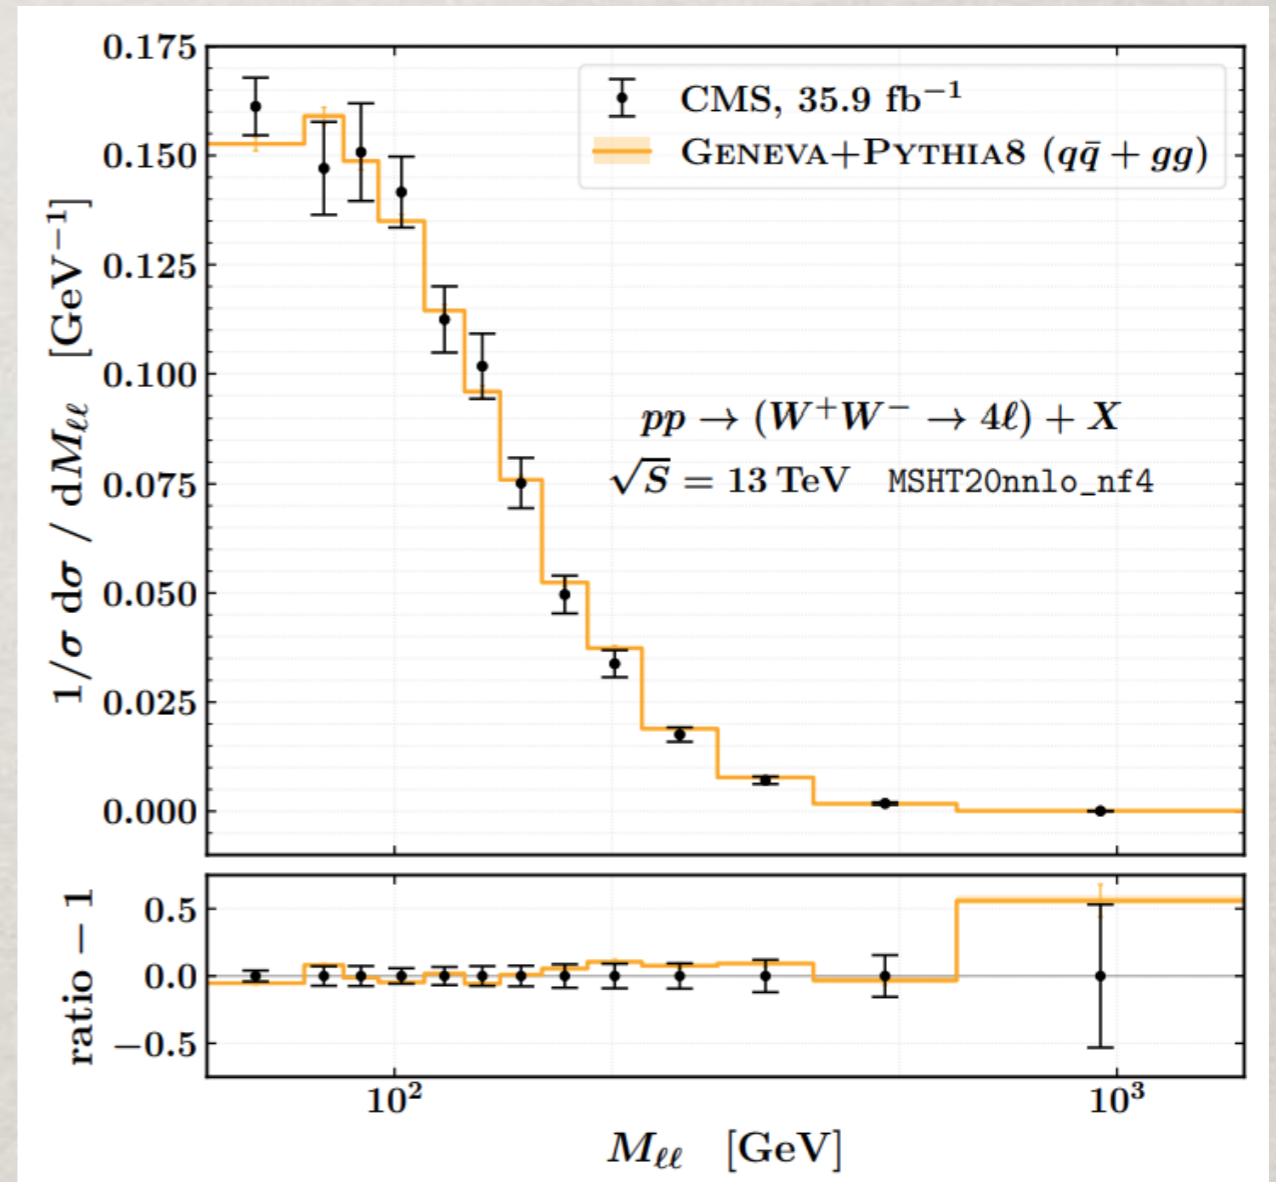 0.175
0.150
0.125
0.100
0.075
0.050
0.025
0.000
1/σ dσ / dM_ℓℓ [GeV⁻¹]
CMS, 35.9 fb⁻¹
GENEVA+PYTHIA8 (qq̄ + gg)
pp → (W⁺W⁻ → 4ℓ) + X
√S = 13 TeV MSHT20nnlo_nf4
0.5
0.0
−0.5
ratio − 1
10² 10³
M_ℓℓ [GeV]